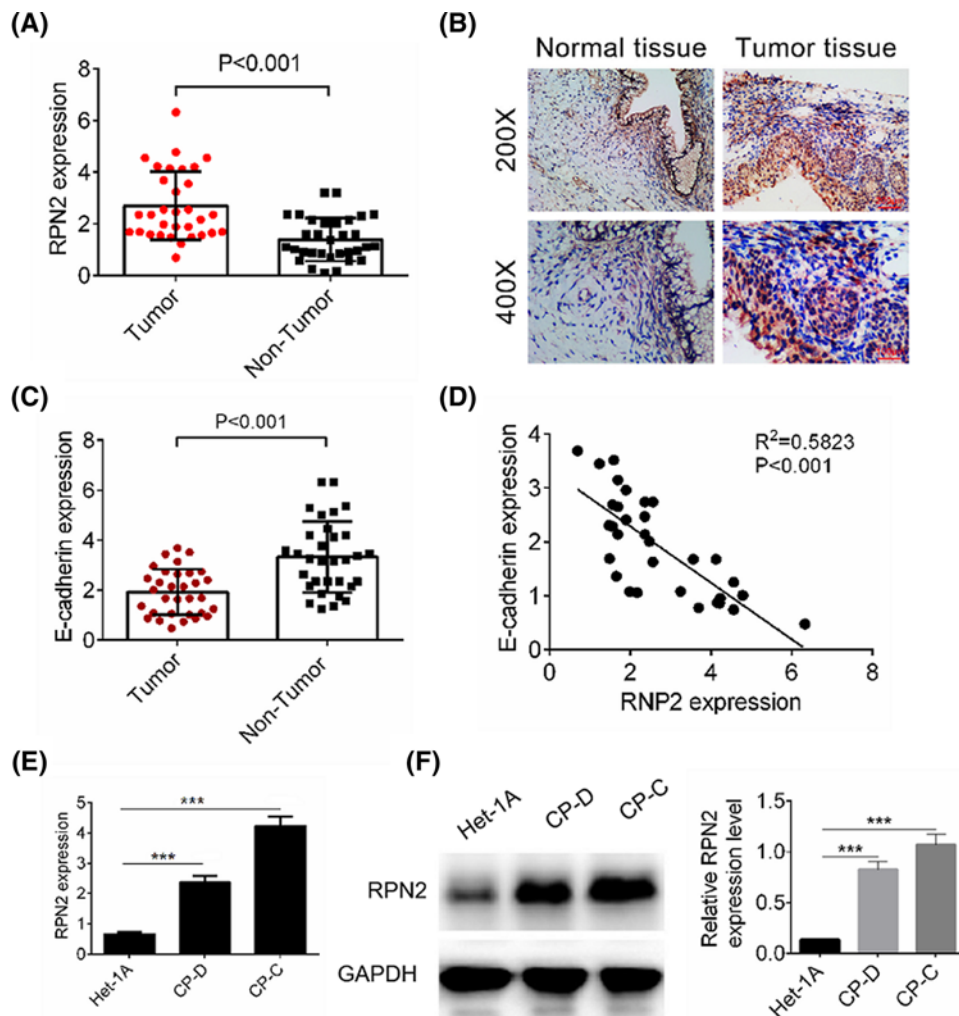 (A)
P<0.001
RPN2 expression
8
6
4
2
0
Tumor
Non-Tumor
(B)
Normal tissue
Tumor tissue
200X
400X
(C)
P<0.001
E-cadherin expression
8
6
4
2
0
Tumor
Non-Tumor
(D)
R²=0.5823
P<0.001
E-cadherin expression
4
3
2
1
0
0 2 4 6 8
RNP2 expression
(E)
RPN2 expression
5
4
3
2
1
0
***
***
Het-1A
CP-D
CP-C
(F)
Het-1A
CP-D
CP-C
RPN2
GAPDH
Relative RPN2
expression level
1.5
1.0
0.5
0.0
***
***
Het-1A
CP-D
CP-C